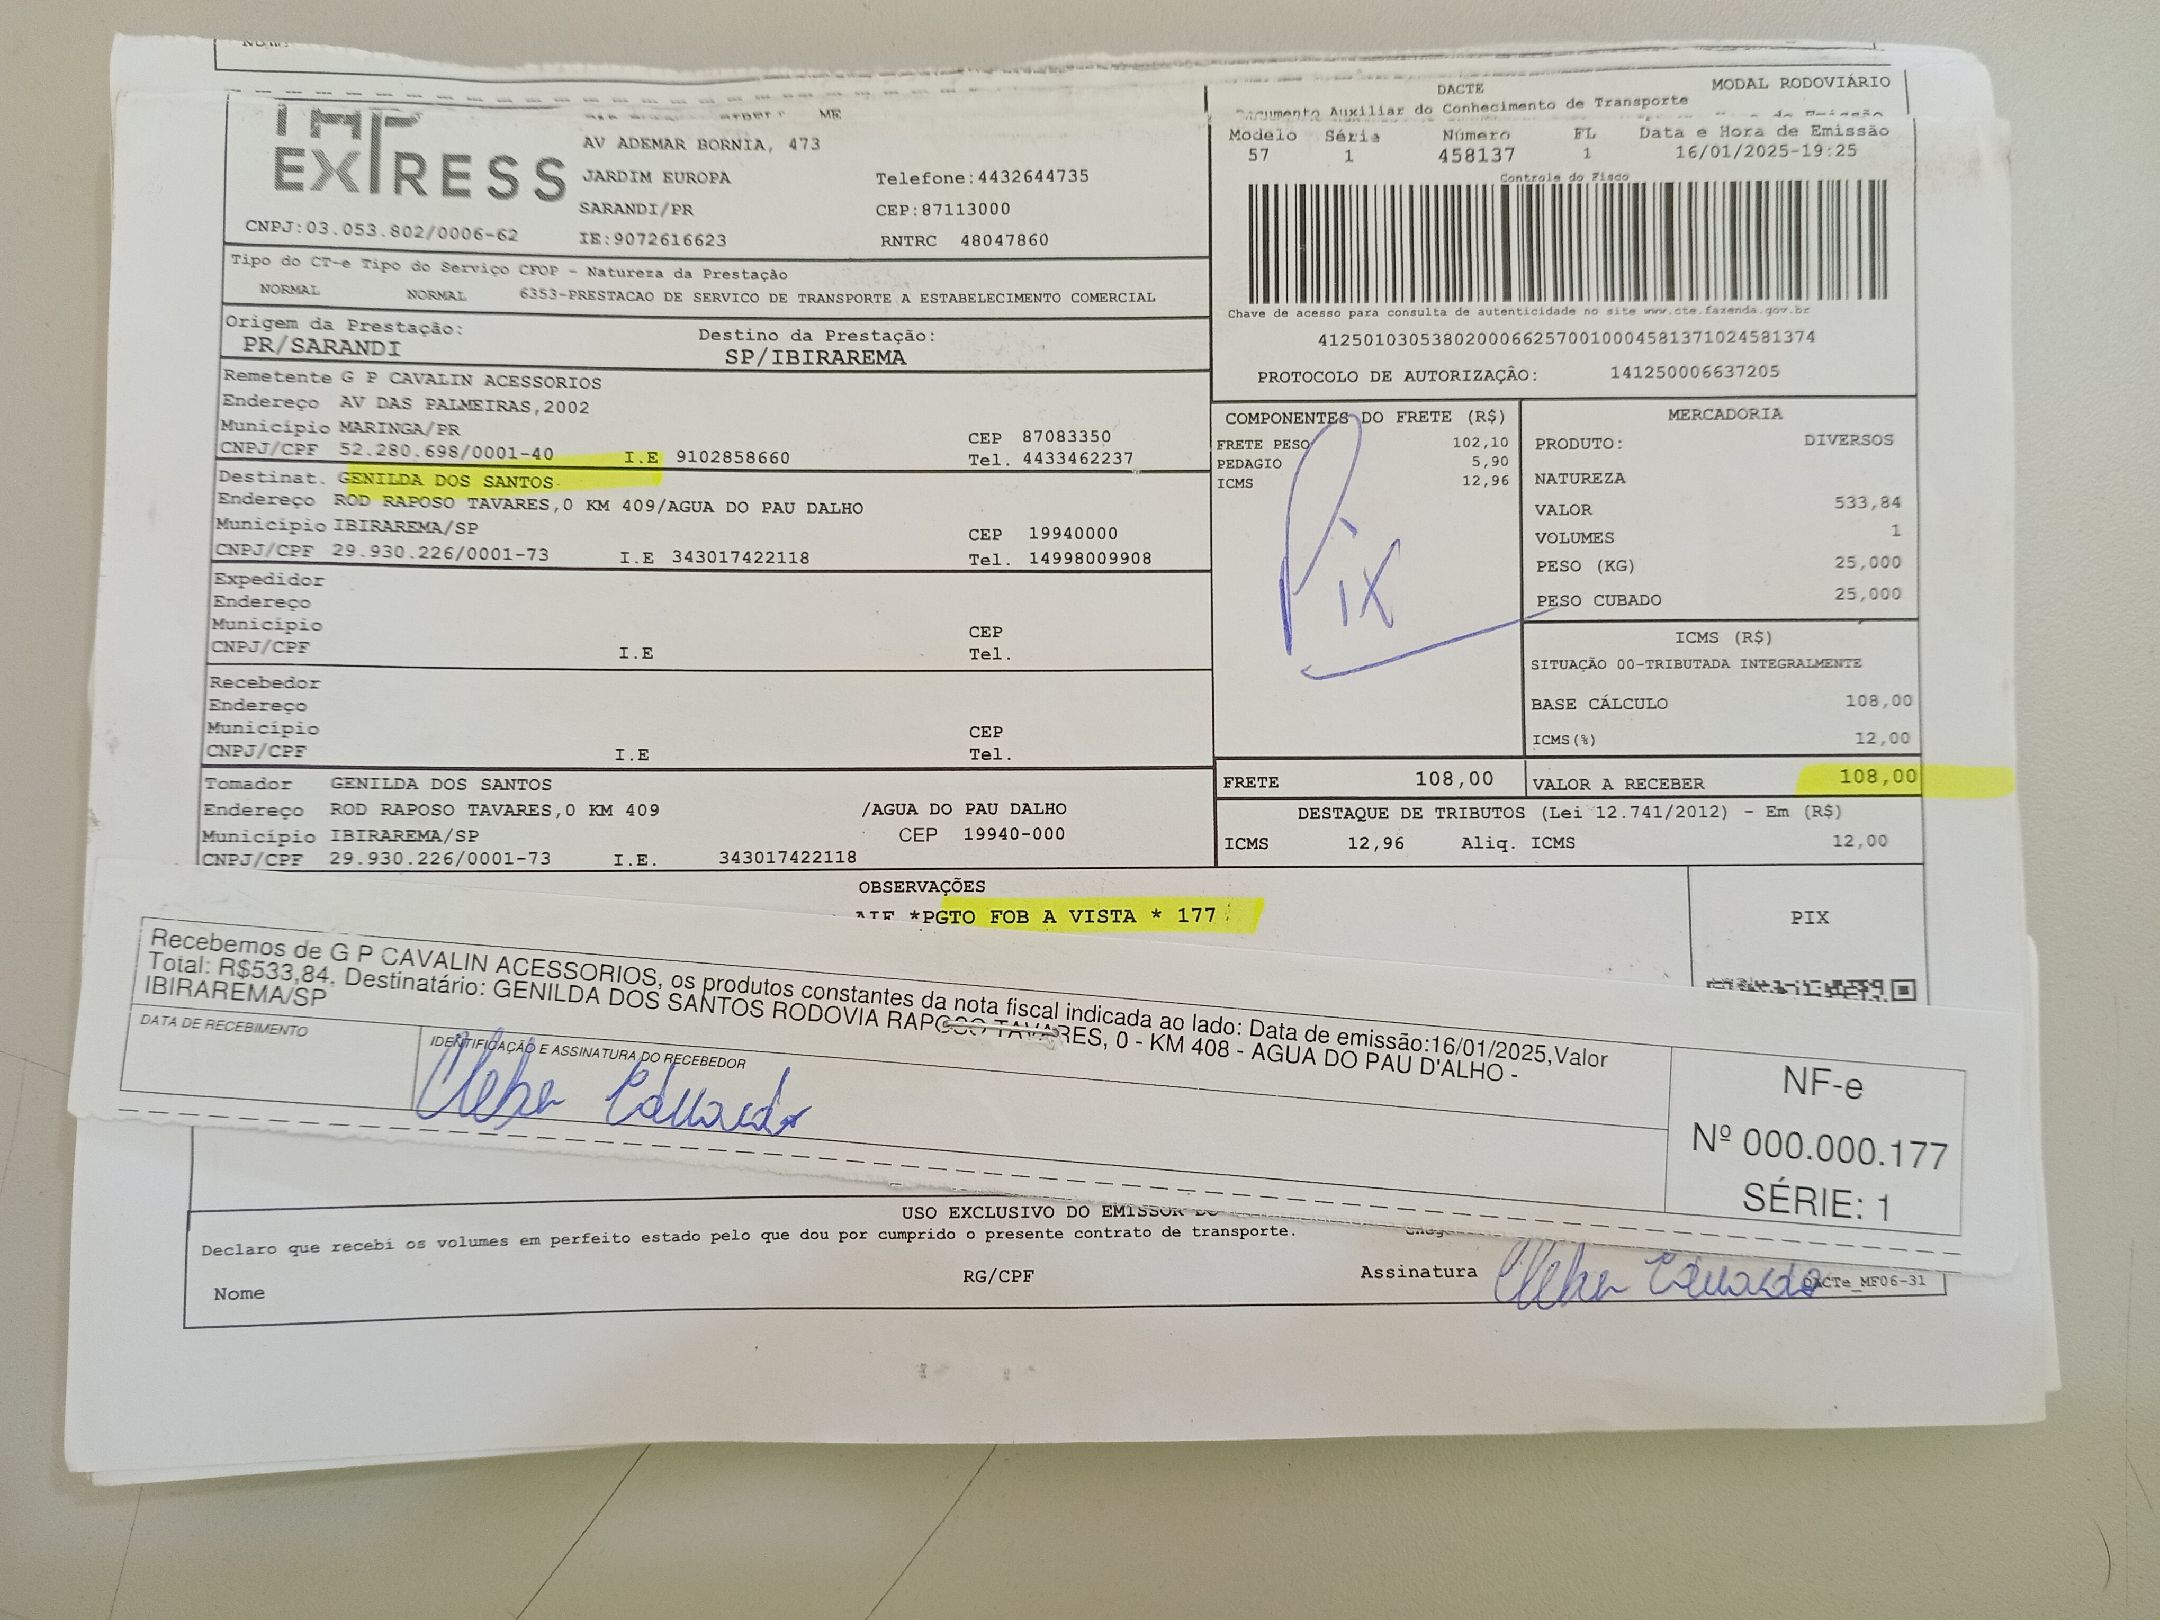 EXPRESS
CNPJ:03.053.802/0006-62
ME
AV ADEMAR BORNIA, 473
JARDIM EUROPA
Telefone:4432644735
SARANDI/PR
CEP:87113000
IE:9072616623
RNTRC 48047860
DACTE
MODAL RODOVIÁRIO
Documento Auxiliar do Conhecimento de Transporte
Modelo Séria Número FL Data e Hora de Emissão
57 1 458137 1 16/01/2025-19:25
Controle do Fisco
Chave de acesso para consulta de autenticidade no site www.cte.fazenda.gov.br
41250103053802000662570010004581371024581374
PROTOCOLO DE AUTORIZAÇÂO: 141250006637205
Tipo do CT-e Tipo do Serviço CFOP - Natureza da Prestação
NORMAL NORMAL 6353-PRESTACAO DE SERVICO DE TRANSPORTE A ESTABELECIMENTO COMERCIAL
Origem da Prestação: Destino da Prestação:
PR/SARANDI SP/IBIRAREMA
Remetente G P CAVALIN ACESSORIOS
Endereço AV DAS PALMEIRAS,2002
Município MARINGA/PR CEP 87083350
CNPJ/CPF 52.280.698/0001-40 I.E 9102858660 Tel. 4433462237
Destinat. GENILDA DOS SANTOS
Endereço ROD RAPOSO TAVARES,0 KM 409/AGUA DO PAU DALHO
Município IBIRAREMA/SP CEP 19940000
CNPJ/CPF 29.930.226/0001-73 I.E 343017422118 Tel. 14998009908
Expedidor
Endereço
Município CEP
CNPJ/CPF I.E Tel.
Recebedor
Endereço
Município CEP
CNPJ/CPF I.E Tel.
Tomador GENILDA DOS SANTOS
Endereço ROD RAPOSO TAVARES,0 KM 409 /AGUA DO PAU DALHO
Município IBIRAREMA/SP CEP 19940-000
CNPJ/CPF 29.930.226/0001-73 I.E. 343017422118
COMPONENTES DO FRETE (R$)
FRETE PESO 102,10
PEDAGIO 5,90
ICMS 12,96
Pix
MERCADORIA
PRODUTO: DIVERSOS
NATUREZA
VALOR 533,84
VOLUMES 1
PESO (KG) 25,000
PESO CUBADO 25,000
ICMS (R$)
SITUAÇÃO 00-TRIBUTADA INTEGRALMENTE
BASE CÁLCULO 108,00
ICMS(%) 12,00
FRETE 108,00 VALOR A RECEBER 108,00
DESTAQUE DE TRIBUTOS (Lei 12.741/2012) - Em (R$)
ICMS 12,96 Aliq. ICMS 12,00
OBSERVAÇÕES
*PGTO FOB A VISTA * 177
PIX
Recebemos de G P CAVALIN ACESSORIOS, os produtos constantes da nota fiscal indicada ao lado: Data de emissão:16/01/2025,Valor
Total: R$533,84, Destinatário: GENILDA DOS SANTOS RODOVIA RAPOSO TAVARES, 0 - KM 408 - AGUA DO PAU D'ALHO -
IBIRAREMA/SP
DATA DE RECEBIMENTO
IDENTIFICAÇÃO E ASSINATURA DO RECEBEDOR
Cleber Eduardo
NF-e
Nº 000.000.177
SÉRIE: 1
USO EXCLUSIVO DO EMISSOR DO
Declaro que recebi os volumes em perfeito estado pelo que dou por cumprido o presente contrato de transporte.
Nome RG/CPF Assinatura Cleber Eduardo
DACTe_MF06-31